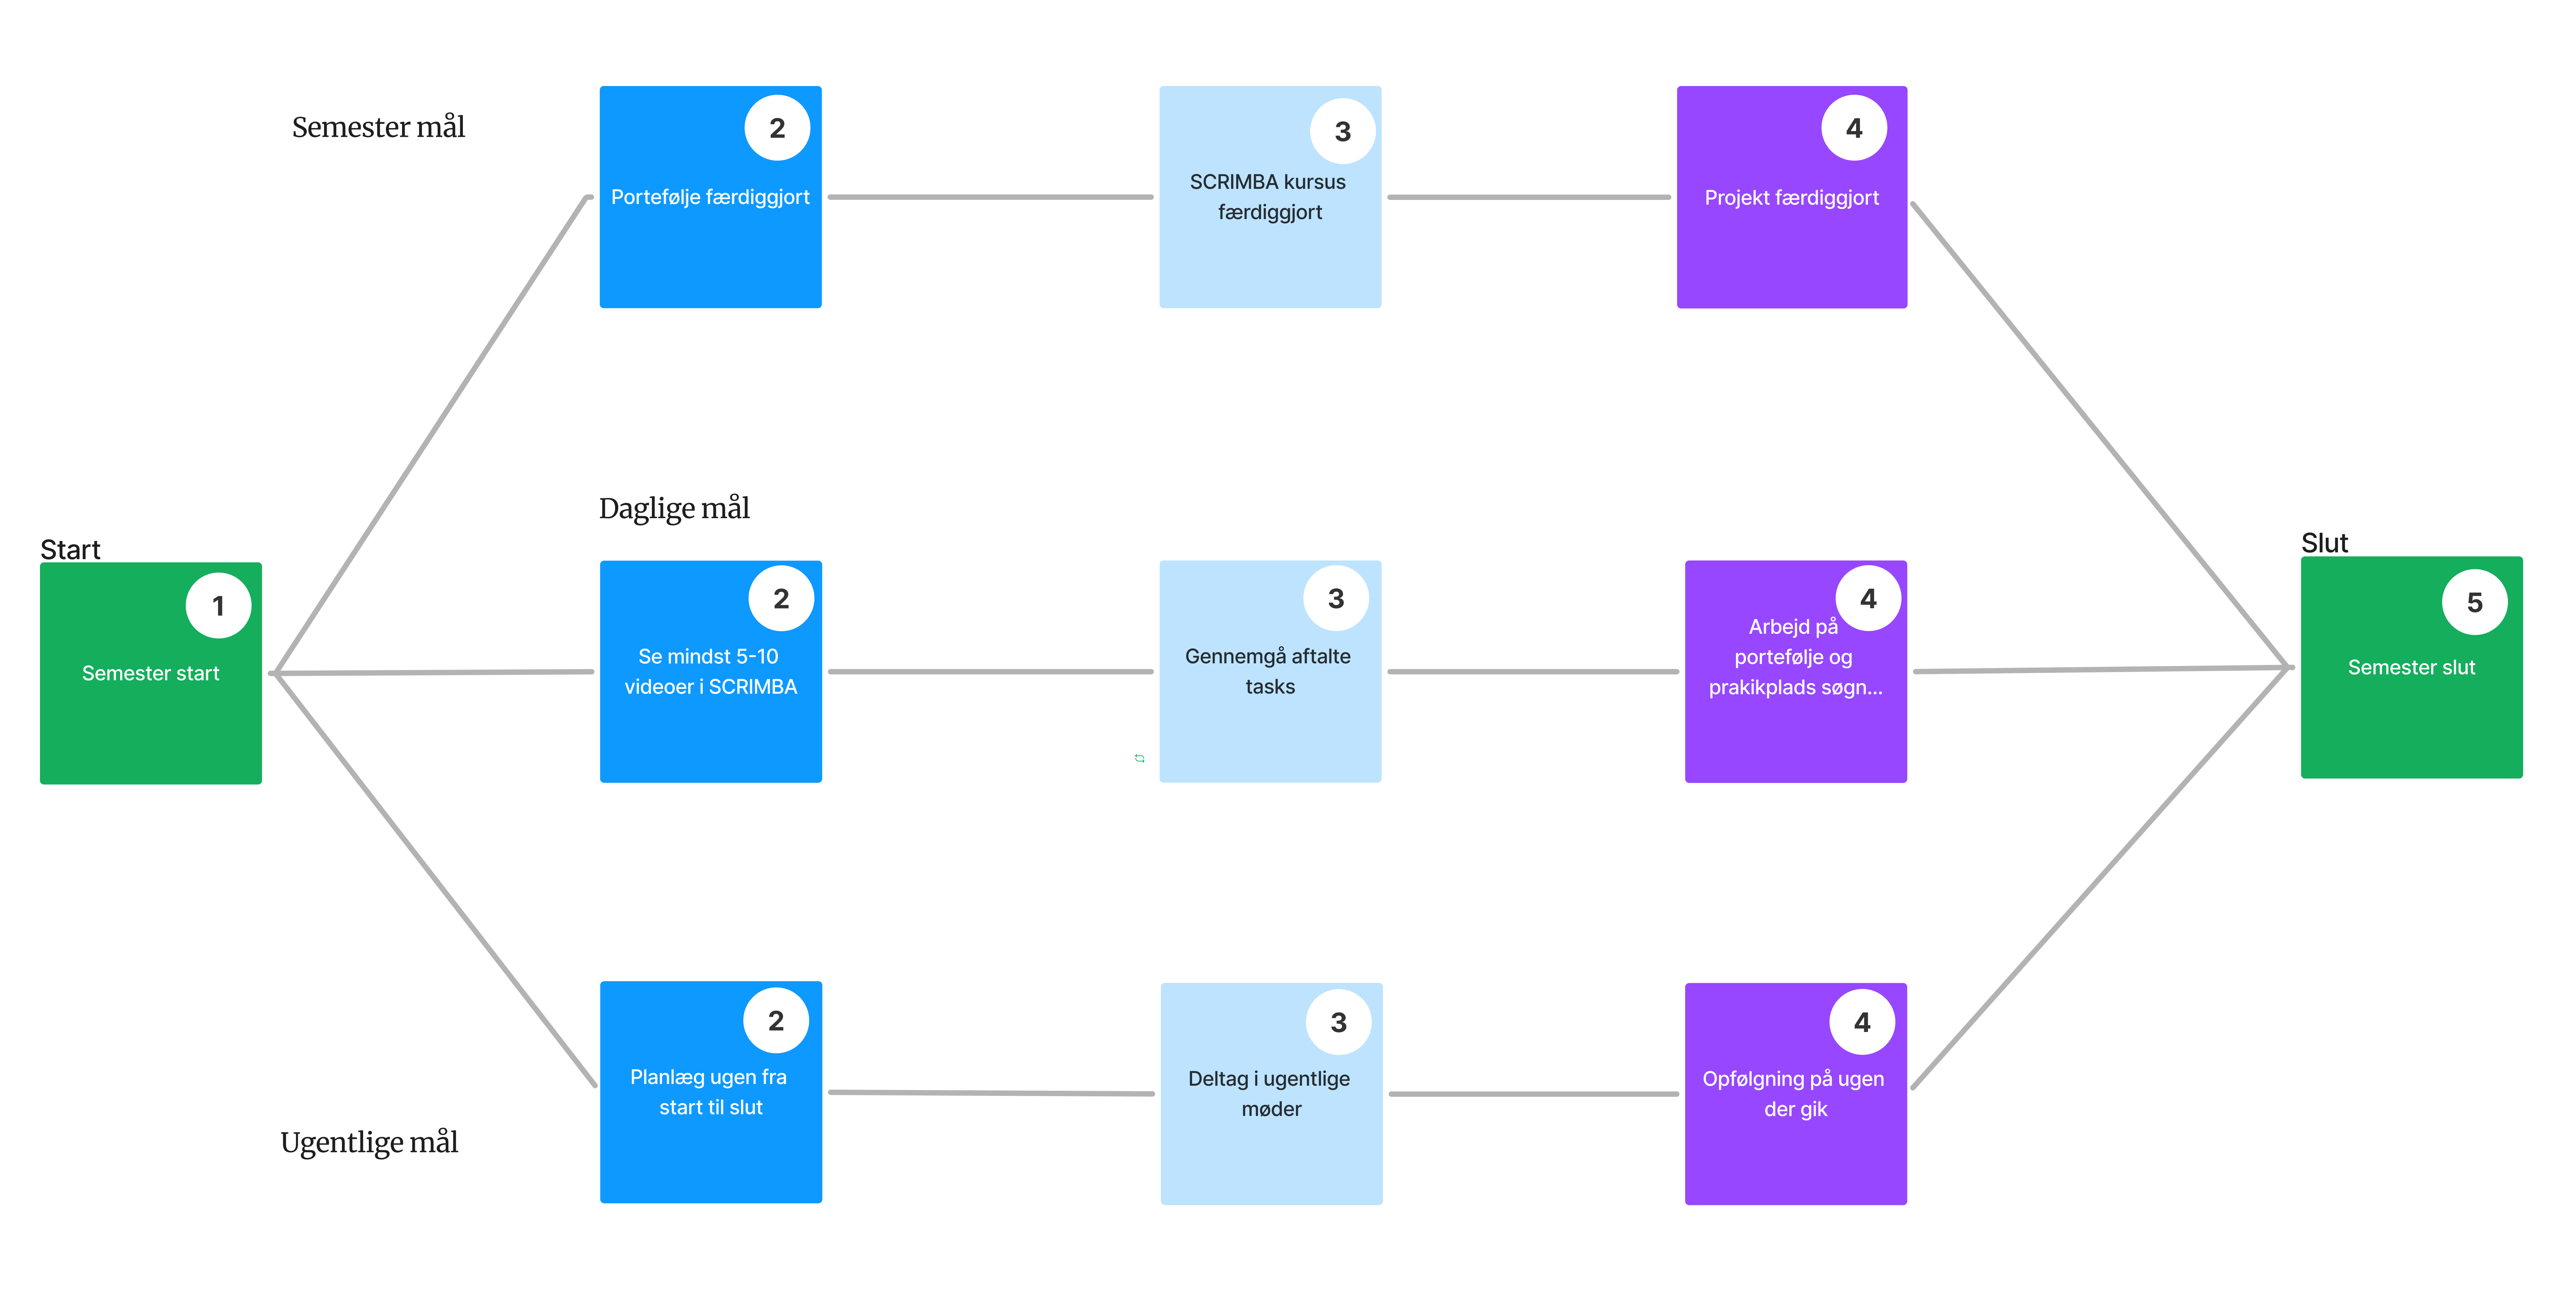 Semester mål
2
Portefølje færdiggjort
3
SCRIMBA kursus
færdiggjort
4
Projekt færdiggjort
Start
1
Semester start
Daglige mål
2
Se mindst 5-10
videoer i SCRIMBA
3
Gennemgå aftalte
tasks
4
Arbejd på
portefølje og
prakikplads søgn...
Slut
5
Semester slut
Ugentlige mål
2
Planlæg ugen fra
start til slut
3
Deltag i ugentlige
møder
4
Opfølgning på ugen
der gik